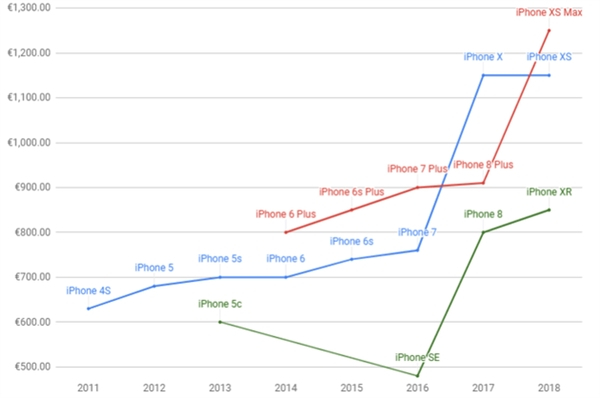 €1,300.00
iPhone XS Max
€1,200.00
iPhone X
iPhone XS
€1,100.00
€1,000.00
iPhone 7 Plus
iPhone 8 Plus
€900.00
iPhone 6s Plus
iPhone XR
iPhone 6 Plus
iPhone 8
€800.00
iPhone 7
iPhone 6s
iPhone 5
iPhone 5s
iPhone 6
€700.00
iPhone 4S
iPhone 5c
€600.00
iPhone SE
€500.00
2011 2012 2013 2014 2015 2016 2017 2018